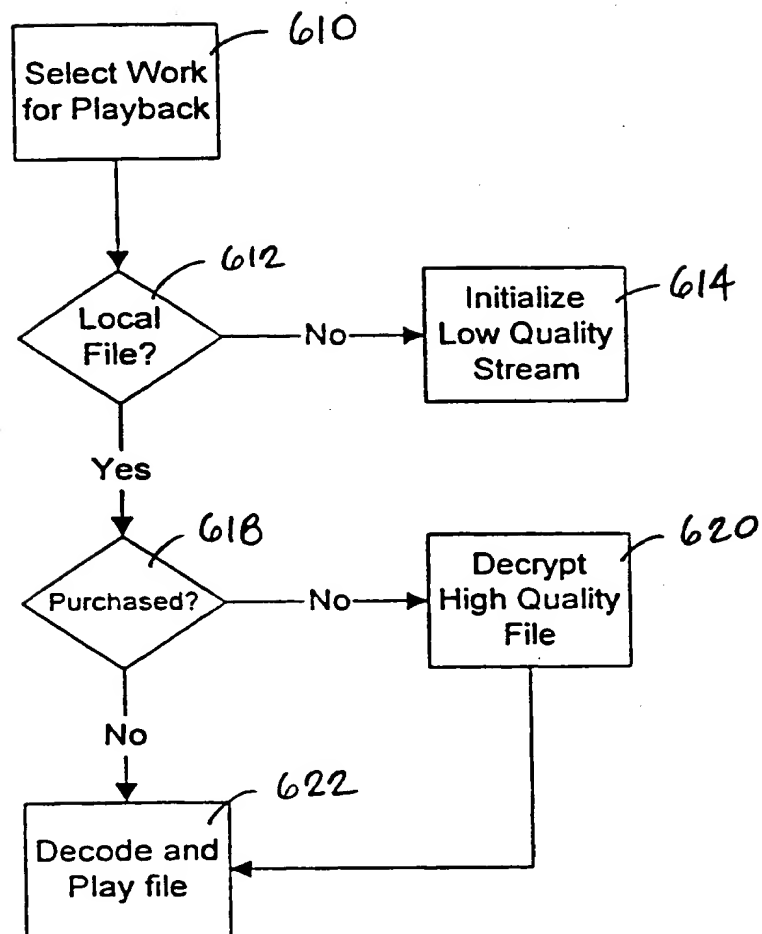 610
Select Work
for Playback
612
Local
File?
No
614
Initialize
Low Quality
Stream
Yes
618
Purchased?
No
620
Decrypt
High Quality
File
No
622
Decode and
Play file